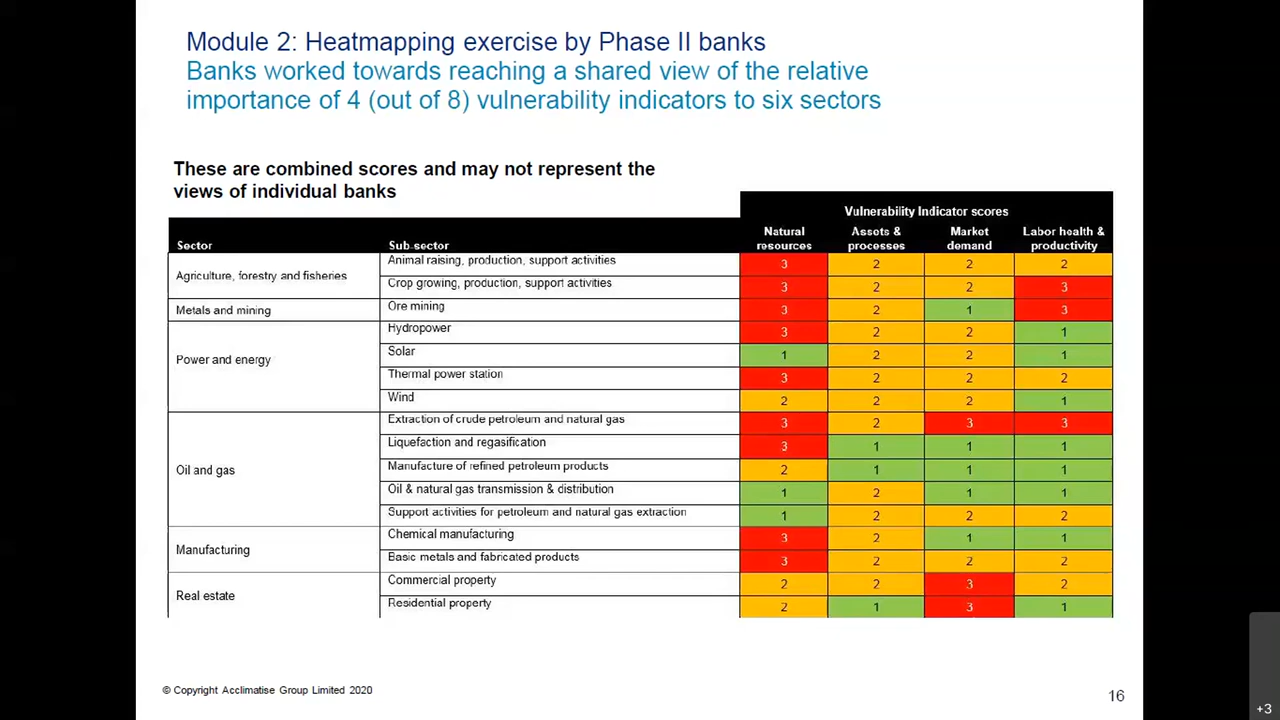 Module 2: Heatmapping exercise by Phase II banks
Banks worked towards reaching a shared view of the relative
importance of 4 (out of 8) vulnerability indicators to six sectors
These are combined scores and may not represent the
views of individual banks
Vulnerability Indicator scores
Sector Sub-sector Natural resources Assets & processes Market demand Labor health & productivity
Agriculture, forestry and fisheries
Animal raising, production, support activities 3 2 2 2
Crop growing, production, support activities 3 2 2 3
Metals and mining
Ore mining 3 2 1 3
Power and energy
Hydropower 3 2 2 1
Solar 1 2 2 1
Thermal power station 3 2 2 2
Wind 2 2 2 1
Oil and gas
Extraction of crude petroleum and natural gas 3 2 3 3
Liquefaction and regasification 3 1 1 1
Manufacture of refined petroleum products 2 1 1 1
Oil & natural gas transmission & distribution 1 2 1 1
Support activities for petroleum and natural gas extraction 1 2 2 2
Manufacturing
Chemical manufacturing 3 2 1 1
Basic metals and fabricated products 3 2 2 2
Real estate
Commercial property 2 2 3 2
Residential property 2 1 3 1
© Copyright Acclimatise Group Limited 2020
16
+3